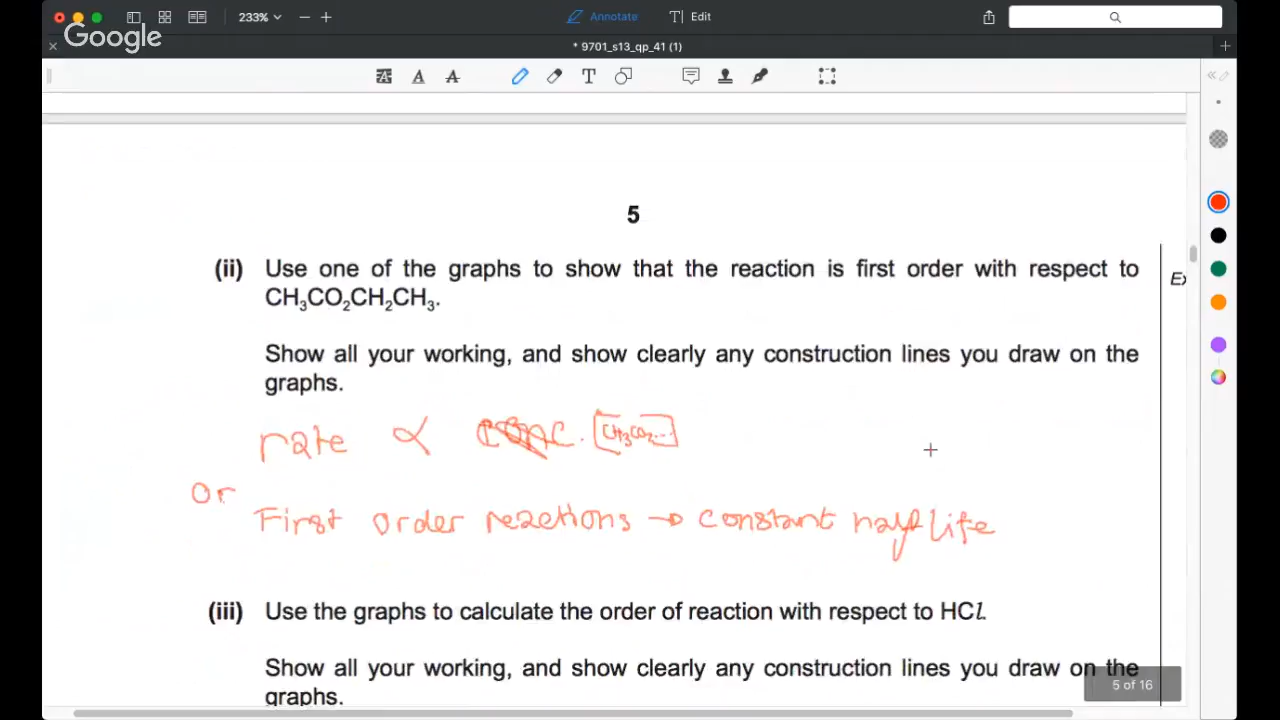 233%
Annotate
Edit
Google
* 9701_s13_qp_41 (1)
5
(ii) Use one of the graphs to show that the reaction is first order with respect to
CH₃CO₂CH₂CH₃.
Ex
Show all your working, and show clearly any construction lines you draw on the
graphs.
rate ∝ conc. [CH₃CO₂...]
Or
First order reactions → constant half life
(iii) Use the graphs to calculate the order of reaction with respect to HCl.
Show all your working, and show clearly any construction lines you draw on the
graphs.
5 of 16